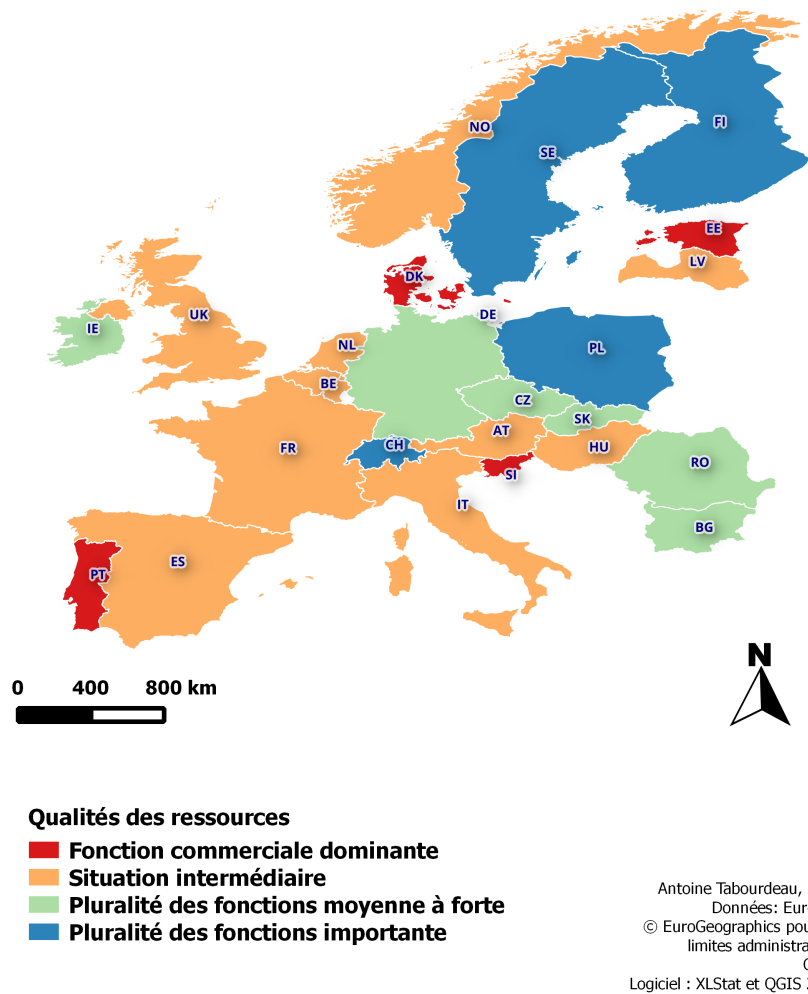 NO
FI
SE
EE
LV
DK
UK
IE
DE
NL
PL
BE
CZ
SK
AT
CH
HU
FR
SI
RO
IT
BG
ES
PT
N
0 400 800 km
Qualités des ressources
Fonction commerciale dominante
Situation intermédiaire
Pluralité des fonctions moyenne à forte
Pluralité des fonctions importante
Antoine Tabourdeau,
Données: Eur
© EuroGeographics pou
limites administra
Logiciel : XLStat et QGIS